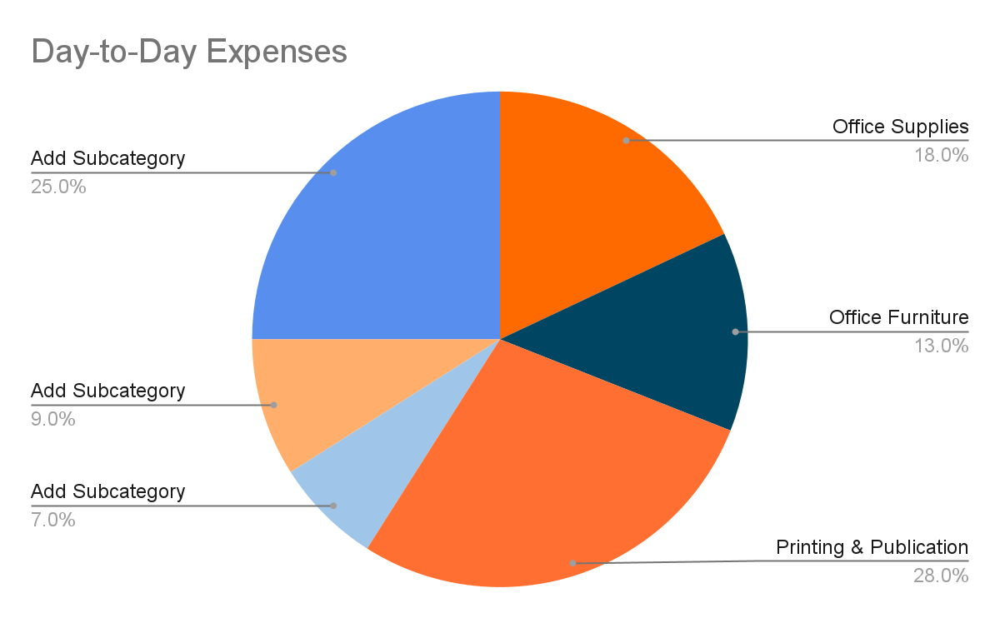 Day-to-Day Expenses
Office Supplies
18.0%
Add Subcategory
25.0%
Office Furniture
13.0%
Add Subcategory
9.0%
Add Subcategory
7.0%
Printing & Publication
28.0%